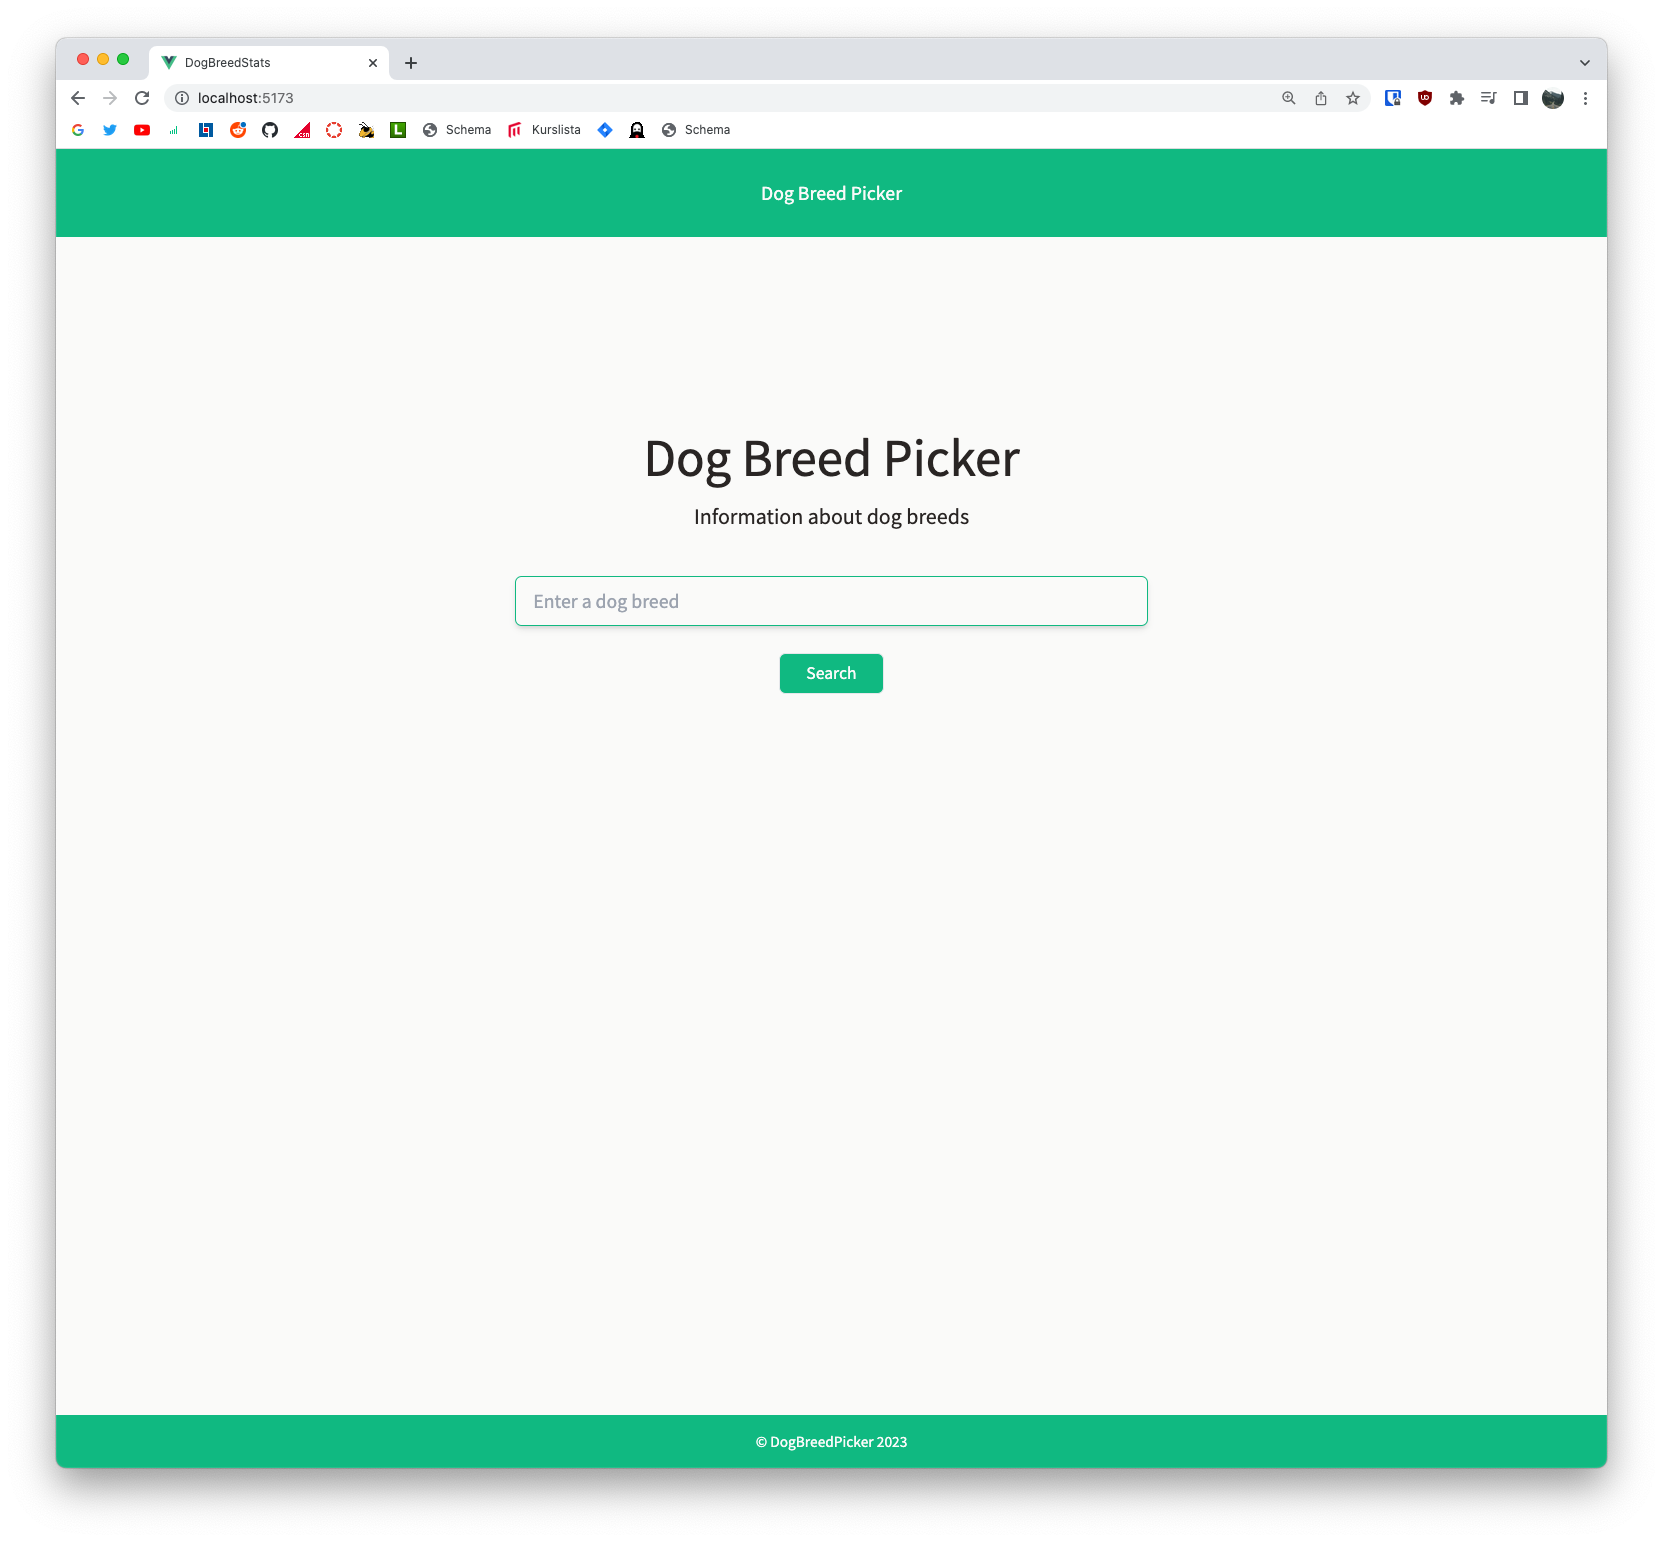 DogBreedStats
localhost:5173
Schema Kurslista Schema
Dog Breed Picker
Dog Breed Picker
Information about dog breeds
Enter a dog breed
Search
© DogBreedPicker 2023